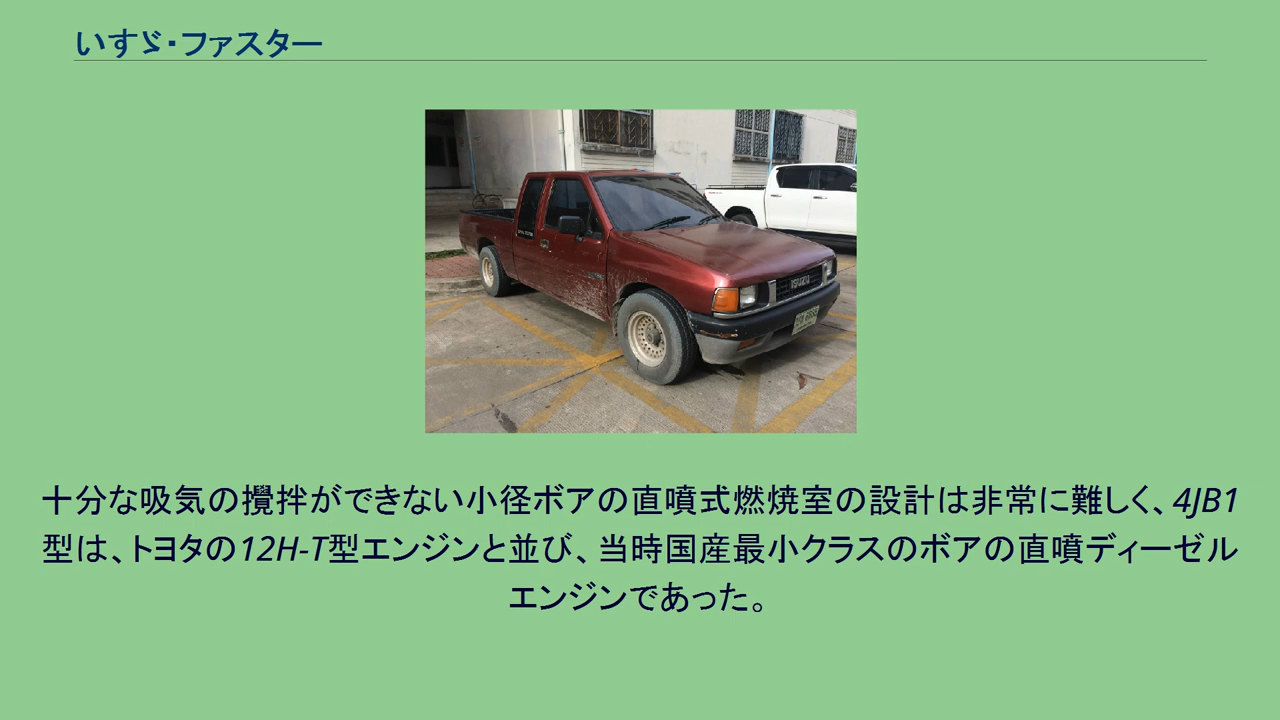 いすゞ・ファスター
ISUZU
十分な吸気の攪拌ができない小径ボアの直噴式燃焼室の設計は非常に難しく、4JB1
型は、トヨタの12H-T型エンジンと並び、当時国産最小クラスのボアの直噴ディーゼル
エンジンであった。